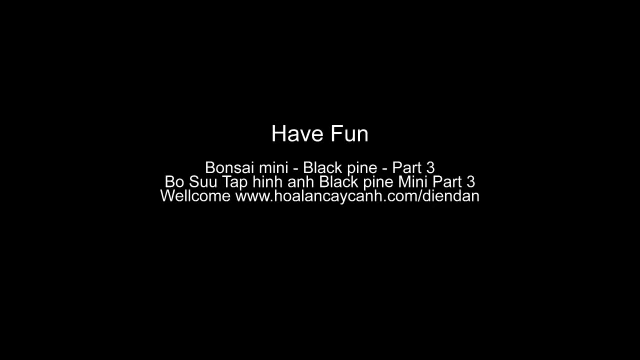 Have Fun
Bonsai mini - Black pine - Part 3
Bo Suu Tap hinh anh Black pine Mini Part 3
Wellcome www.hoalancaycanh.com/diendan